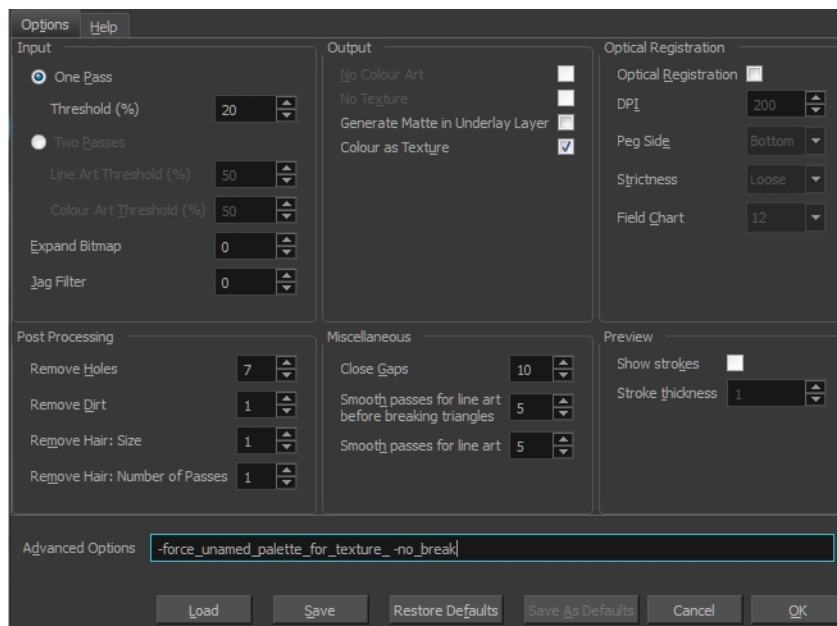 Options Help
Input
One Pass
Threshold (%) 20
Two Passes
Line Art Threshold (%) 50
Colour Art Threshold (%) 50
Expand Bitmap 0
Jag Filter 0
Output
No Colour Art
No Texture
Generate Matte in Underlay Layer
Colour as Texture
Optical Registration
Optical Registration
DPI 200
Peg Side Bottom
Strictness Loose
Field Chart 12
Post Processing
Remove Holes 7
Remove Dirt 1
Remove Hair: Size 1
Remove Hair: Number of Passes 1
Miscellaneous
Close Gaps 10
Smooth passes for line art
before breaking triangles 5
Smooth passes for line art 5
Preview
Show strokes
Stroke thickness 1
Advanced Options -force_unamed_palette_for_texture_ -no_break
Load Save Restore Defaults Save As Defaults Cancel OK